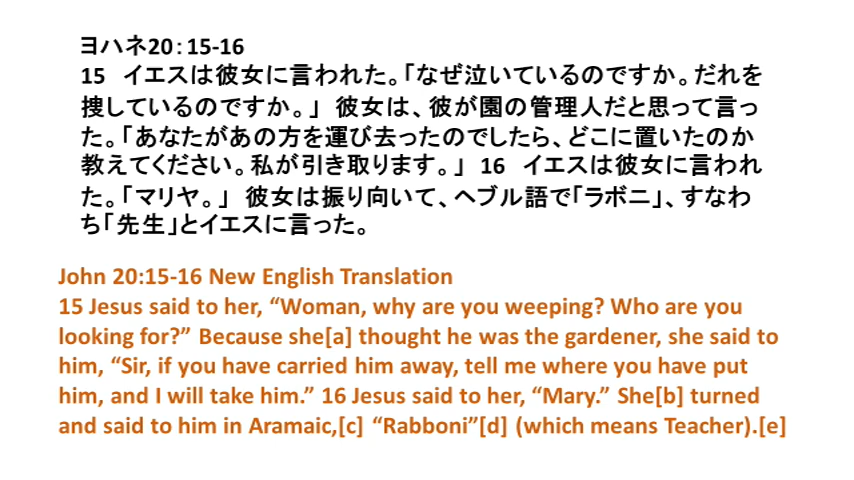 ヨハネ20:15-16
15　イエスは彼女に言われた。「なぜ泣いているのですか。だれを
捜しているのですか。」 彼女は、彼が園の管理人だと思って言っ
た。「あなたがあの方を運び去ったのでしたら、どこに置いたのか
教えてください。私が引き取ります。」 16　イエスは彼女に言われ
た。「マリヤ。」 彼女は振り向いて、ヘブル語で「ラボニ」、すなわ
ち「先生」とイエスに言った。
John 20:15-16 New English Translation
15 Jesus said to her, “Woman, why are you weeping? Who are you
looking for?” Because she[a] thought he was the gardener, she said to
him, “Sir, if you have carried him away, tell me where you have put
him, and I will take him.” 16 Jesus said to her, “Mary.” She[b] turned
and said to him in Aramaic,[c] “Rabboni”[d] (which means Teacher).[e]